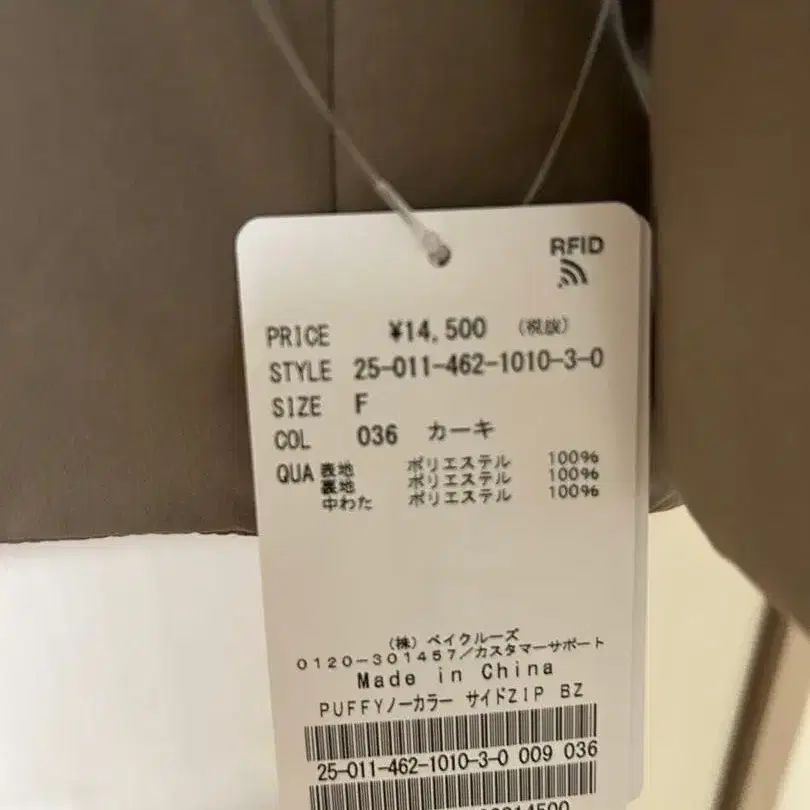 RFID
PRICE ¥14,500 (税抜)
STYLE 25-011-462-1010-3-0
SIZE F
COL 036 カーキ
QUA 表地 ポリエステル 100%
裏地 ポリエステル 100%
中わた ポリエステル 100%
(株) ベイクルーズ
0120-301457/カスタマーサポート
Made in China
PUFFYノーカラー サイドZIP BZ
25-011-462-1010-3-0 009 036